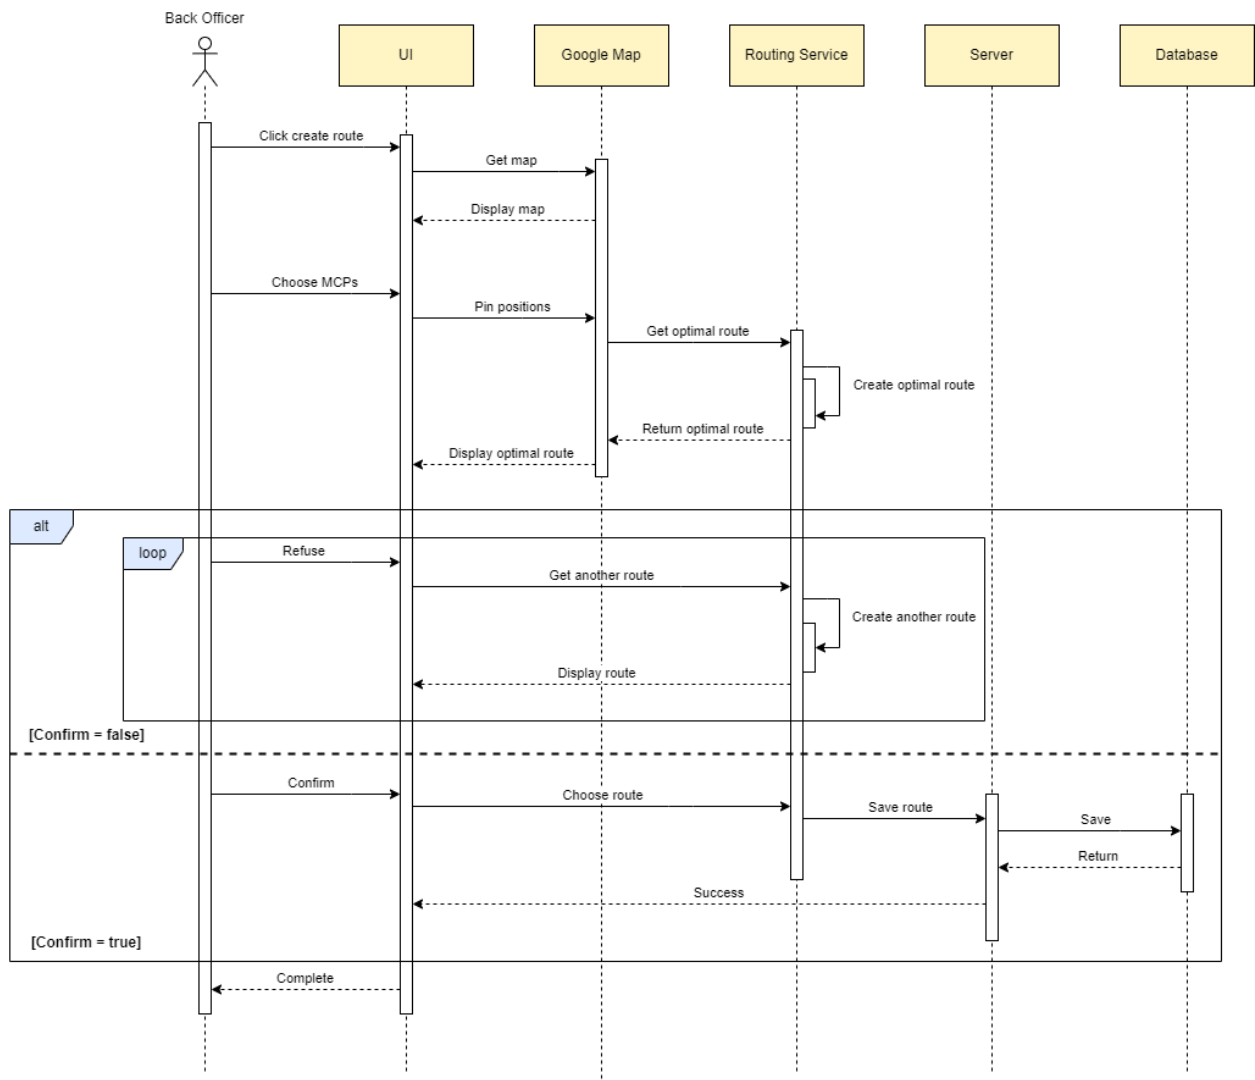 Back Officer
UI
Google Map
Routing Service
Server
Database
Click create route
Get map
Display map
Choose MCPs
Pin positions
Get optimal route
Create optimal route
Return optimal route
Display optimal route
alt
loop
Refuse
Get another route
Create another route
Display route
[Confirm = false]
Confirm
Choose route
Save route
Save
Return
Success
[Confirm = true]
Complete